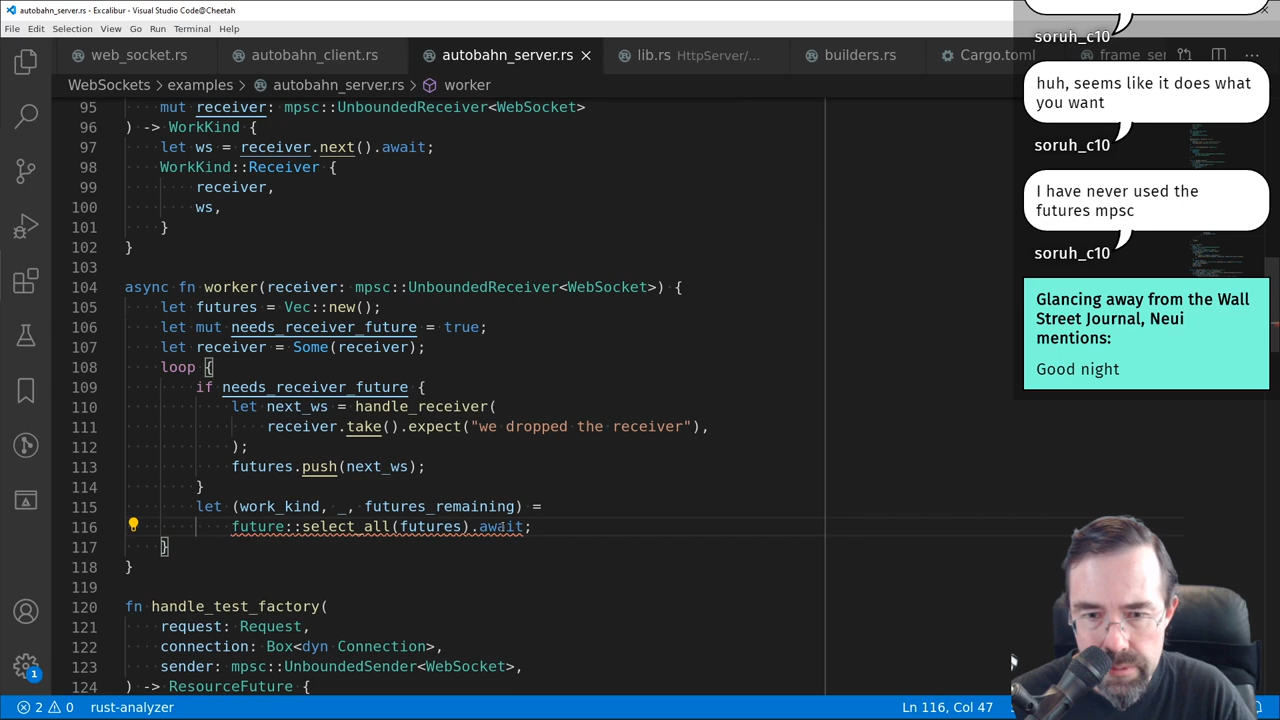 autobahn_server.rs - Excalibur - Visual Studio Code@Cheetah
File Edit Selection View Go Run Terminal Help
web_socket.rs autobahn_client.rs autobahn_server.rs lib.rs HttpServer/... builders.rs Cargo.toml frame_se
WebSockets › examples › autobahn_server.rs › worker
95 mut receiver: mpsc::UnboundedReceiver<WebSocket>
96 ) -> WorkKind {
97 let ws = receiver.next().await;
98 WorkKind::Receiver {
99 receiver,
100 ws,
101 }
102 }
103
104 async fn worker(receiver: mpsc::UnboundedReceiver<WebSocket>) {
105 let futures = Vec::new();
106 let mut needs_receiver_future = true;
107 let receiver = Some(receiver);
108 loop {
109 if needs_receiver_future {
110 let next_ws = handle_receiver(
111 receiver.take().expect("we dropped the receiver"),
112 );
113 futures.push(next_ws);
114 }
115 let (work_kind, _, futures_remaining) =
116 future::select_all(futures).await;
117 }
118 }
119
120 fn handle_test_factory(
121 request: Request,
122 connection: Box<dyn Connection>,
123 sender: mpsc::UnboundedSender<WebSocket>,
124 ) -> ResourceFuture {
soruh_c10
huh, seems like it does what
you want
soruh_c10
I have never used the
futures mpsc
soruh_c10
Glancing away from the Wall
Street Journal, Neui
mentions:
Good night
1
2 0 rust-analyzer Ln 116, Col 47